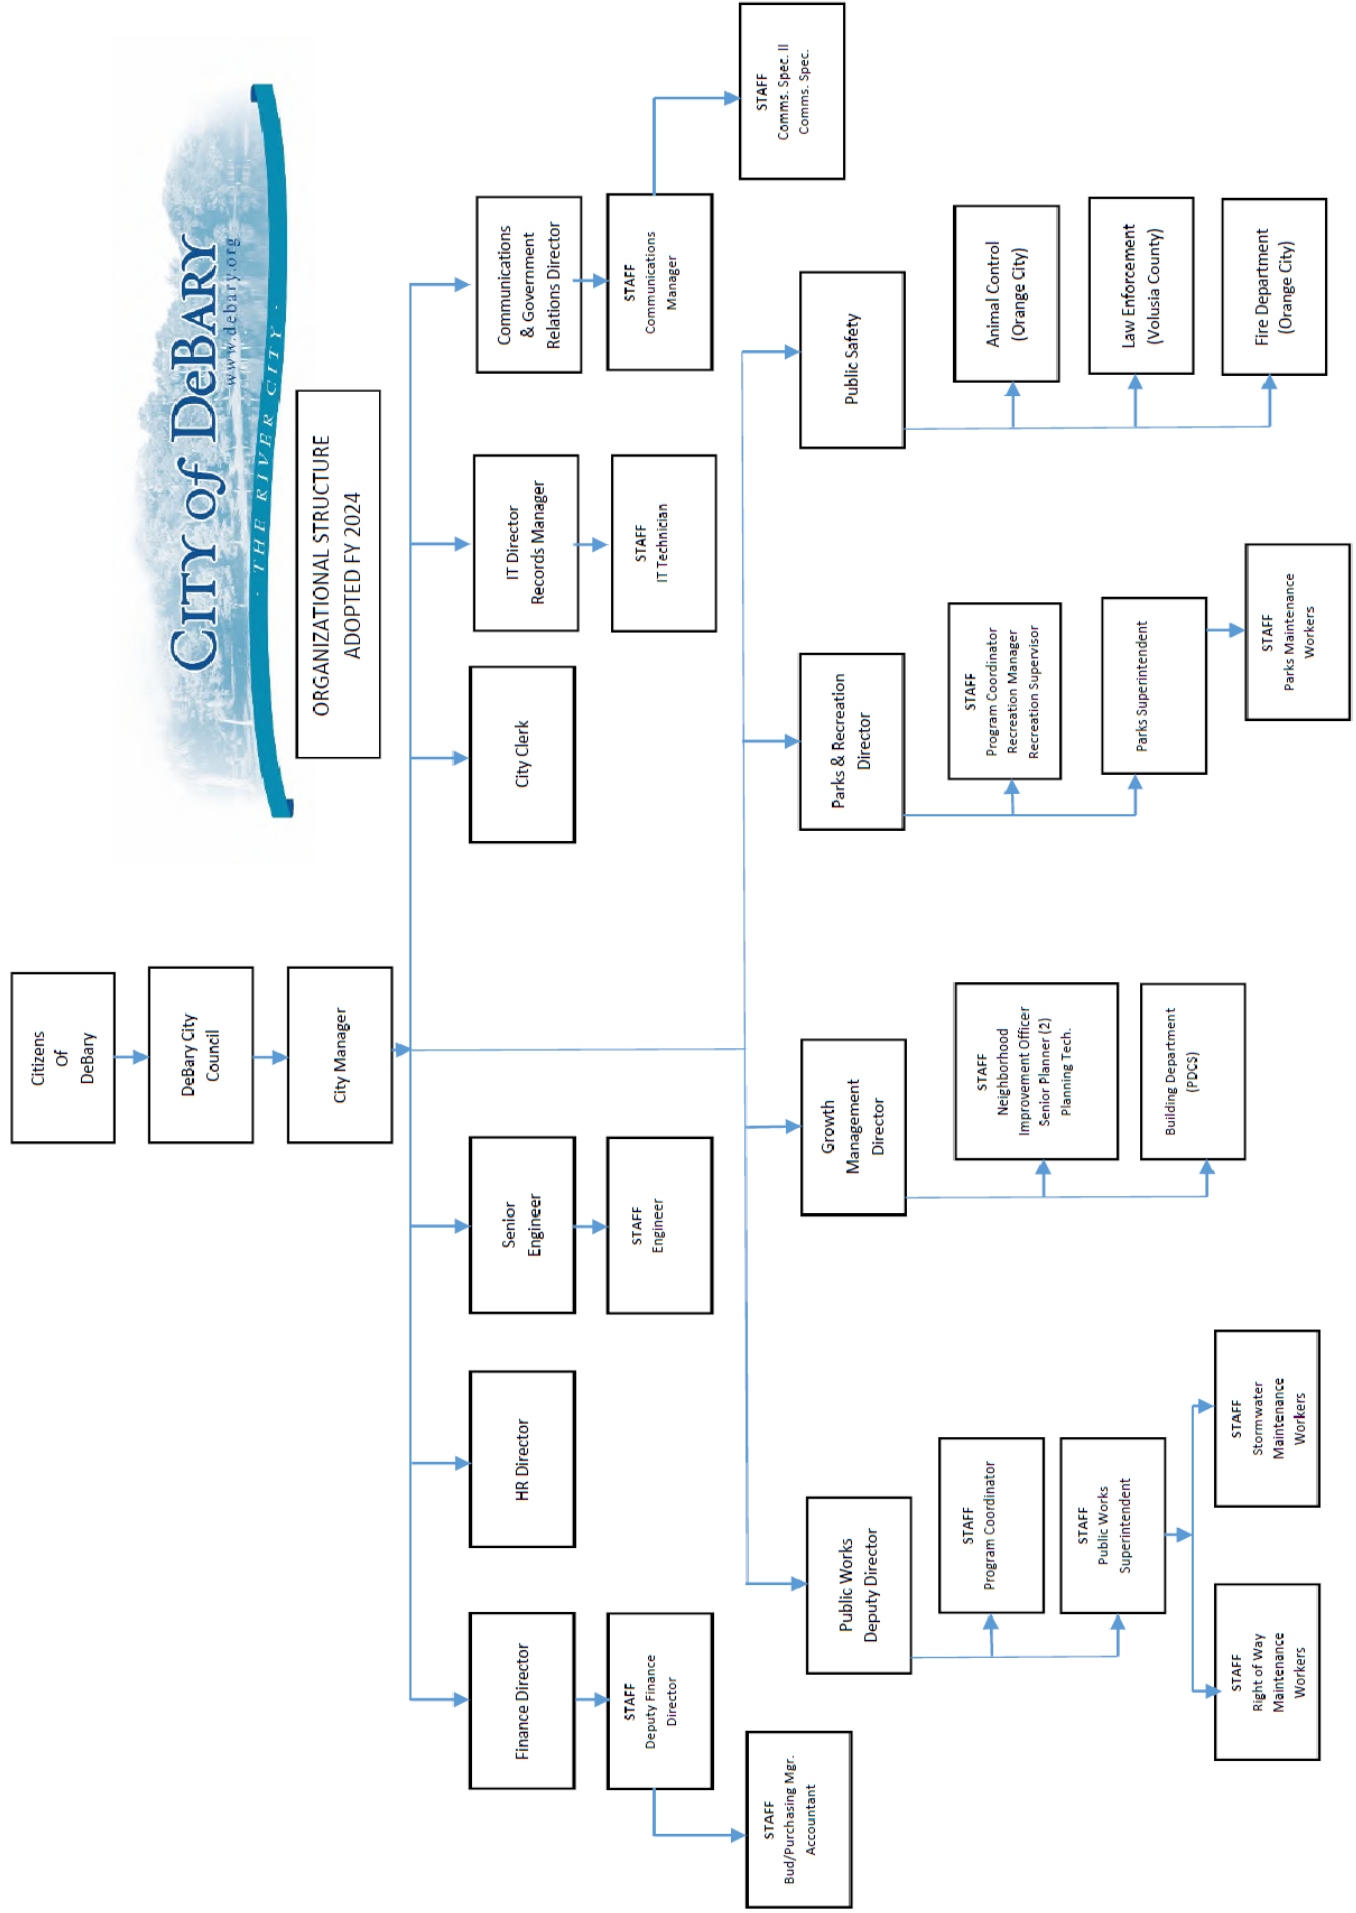 CITY of DeBARY
www.debary.org
· THE RIVER CITY ·
ORGANIZATIONAL STRUCTURE
ADOPTED FY 2024
Citizens
Of
DeBary
DeBary City
Council
City Manager
Finance Director
HR Director
Senior
Engineer
City Clerk
IT Director
Records Manager
Communications
& Government
Relations Director
STAFF
Deputy Finance
Director
STAFF
Engineer
STAFF
IT Technician
STAFF
Communications
Manager
STAFF
Bud/Purchasing Mgr.
Accountant
STAFF
Comms. Spec. II
Comms. Spec.
Public Works
Deputy Director
Growth
Management
Director
Parks & Recreation
Director
Public Safety
STAFF
Program Coordinator
STAFF
Public Works
Superintendent
STAFF
Right of Way
Maintenance
Workers
STAFF
Stormwater
Maintenance
Workers
STAFF
Neighborhood
Improvement Officer
Senior Planner (2)
Planning Tech.
Building Department
(PDCS)
STAFF
Program Coordinator
Recreation Manager
Recreation Supervisor
Parks Superintendent
STAFF
Parks Maintenance
Workers
Animal Control
(Orange City)
Law Enforcement
(Volusia County)
Fire Department
(Orange City)